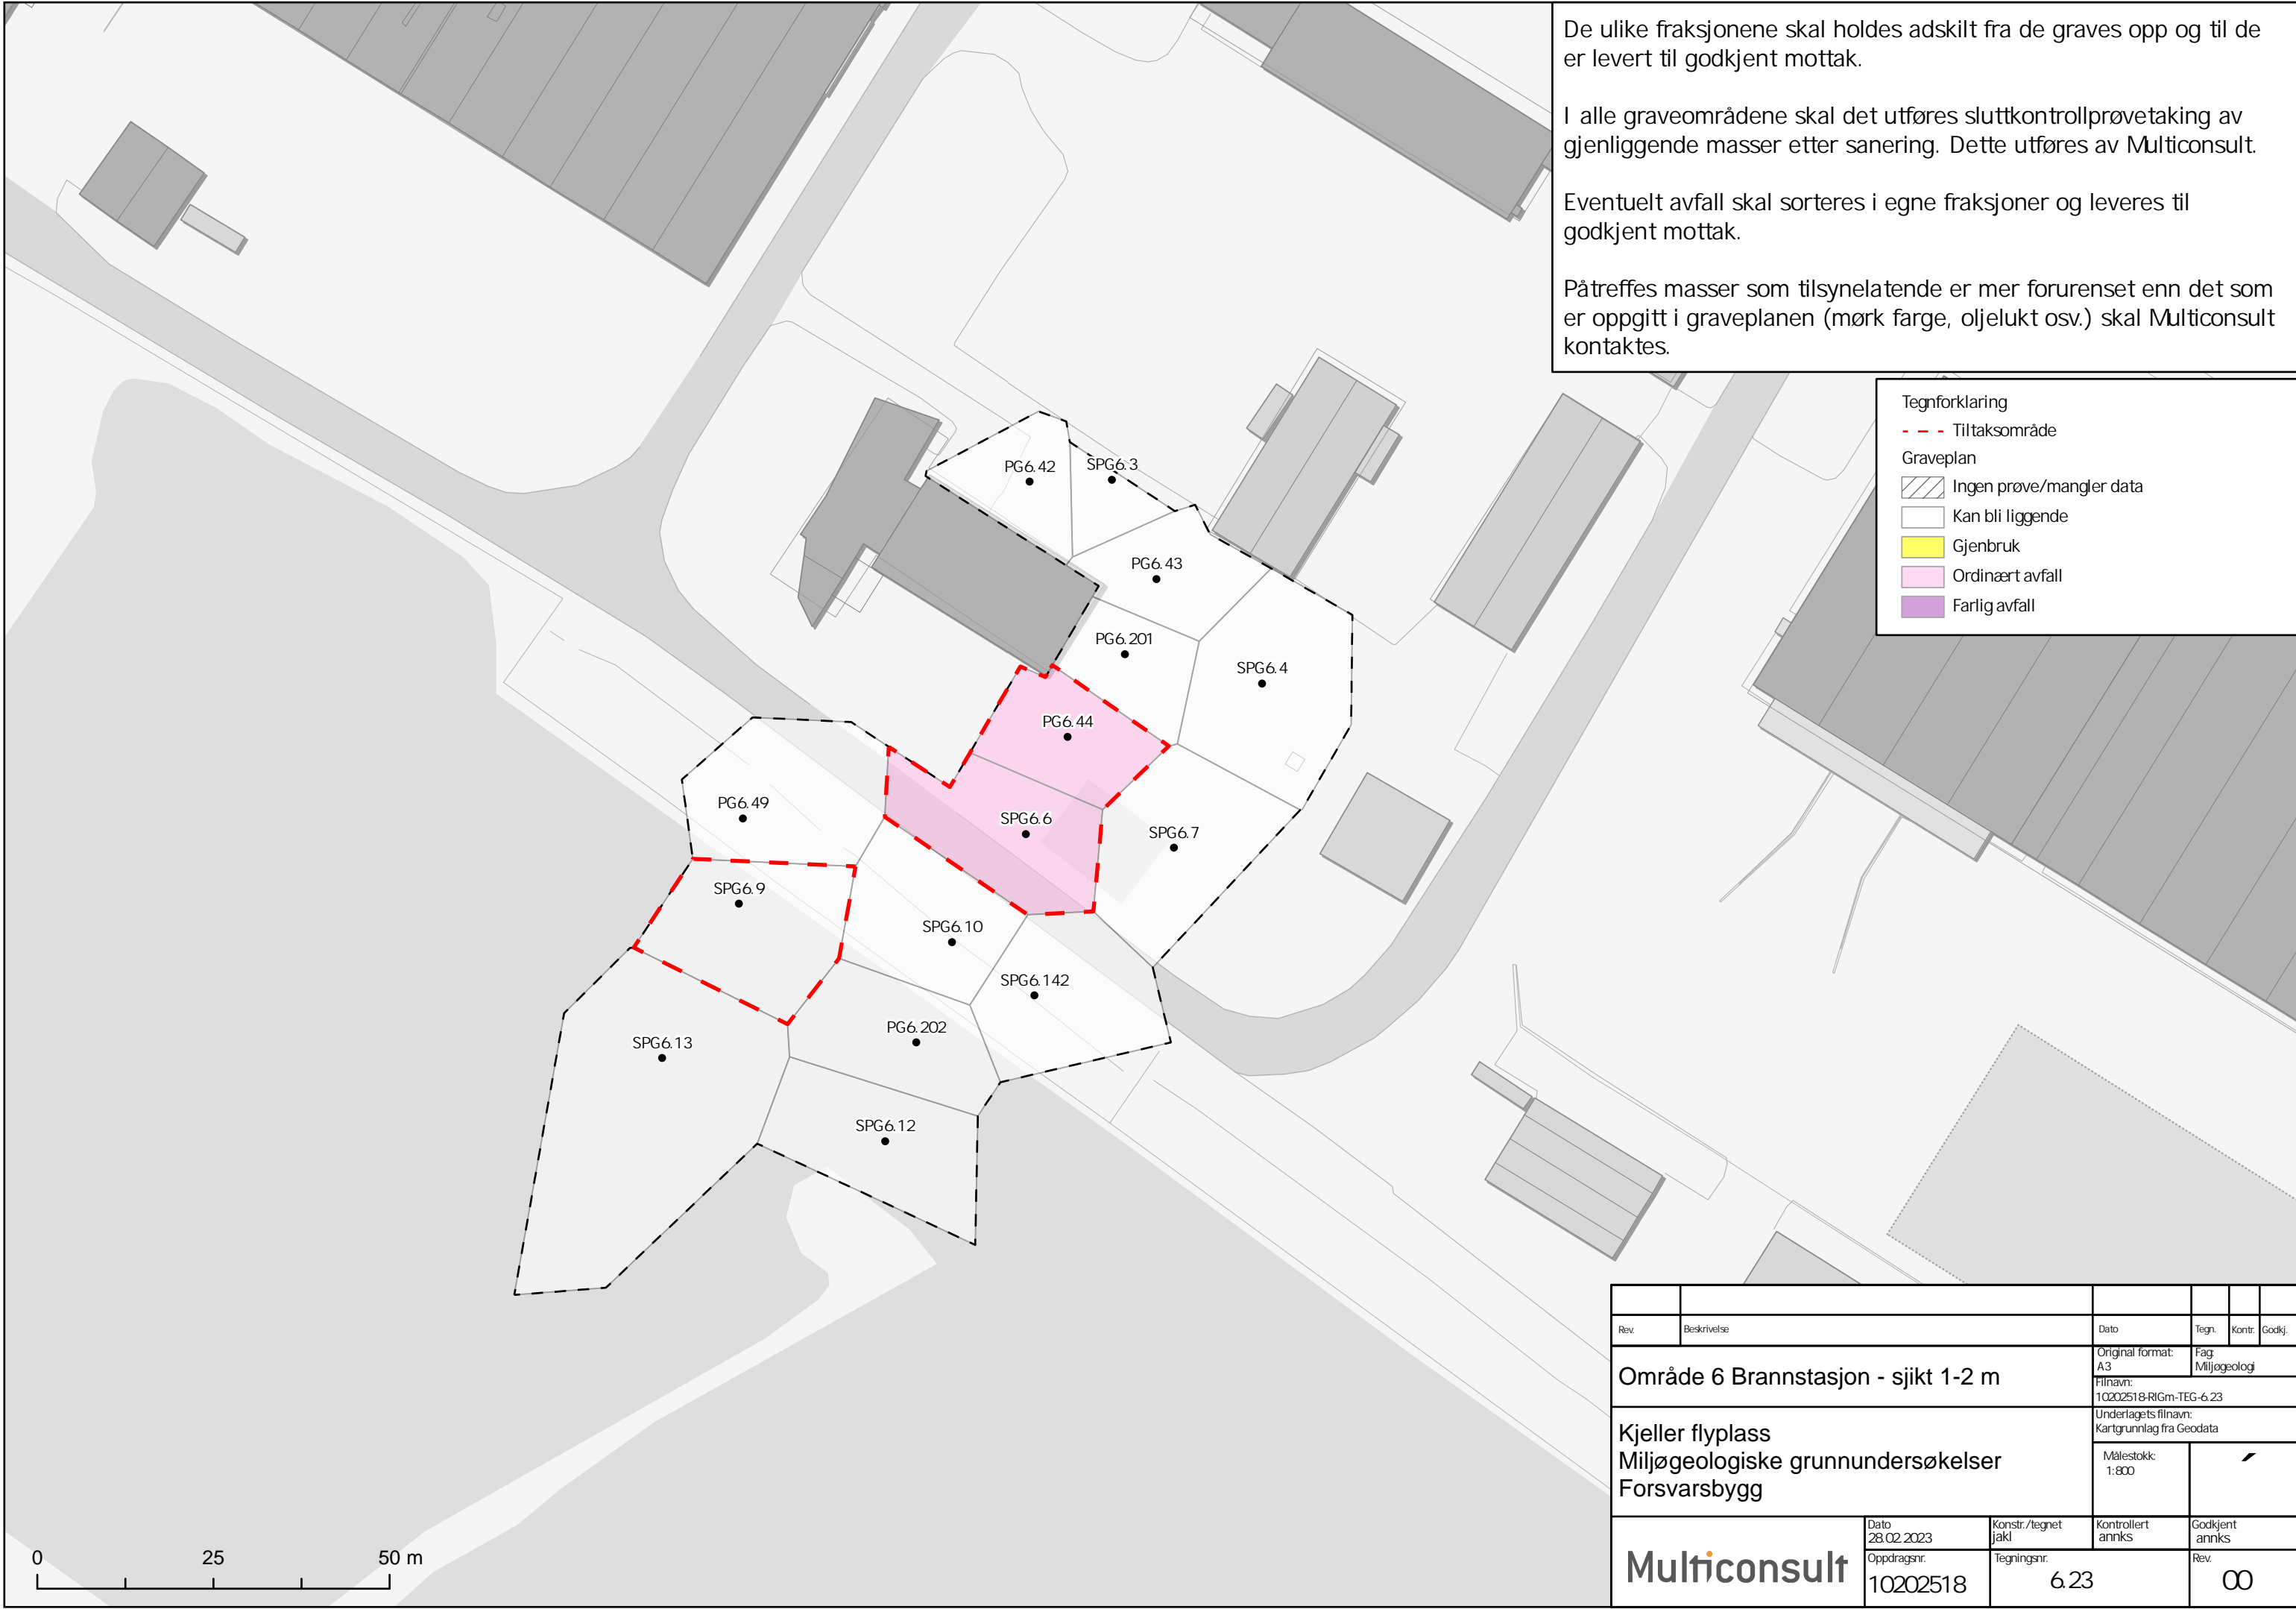 De ulike fraksjonene skal holdes adskilt fra de graves opp og til de
er levert til godkjent mottak.
I alle graveområdene skal det utføres sluttkontrollprøvetaking av
gjenliggende masser etter sanering. Dette utføres av Multiconsult.
Eventuelt avfall skal sorteres i egne fraksjoner og leveres til
godkjent mottak.
Påtreffes masser som tilsynelatende er mer forurenset enn det som
er oppgitt i graveplanen (mørk farge, oljelukt osv.) skal Multiconsult
kontaktes.
Tegnforklaring
Tiltaksområde
Graveplan
Ingen prøve/mangler data
Kan bli liggende
Gjenbruk
Ordinært avfall
Farlig avfall
PG6.42
SPG6.3
PG6.43
PG6.201
SPG6.4
PG6.44
PG6.49
SPG6.6
SPG6.7
SPG6.9
SPG6.10
SPG6.142
PG6.202
SPG6.13
SPG6.12
0 25 50 m
Rev. Beskrivelse Dato Tegn. Kontr. Godkj.
Område 6 Brannstasjon - sjikt 1-2 m
Original format:
A3
Fag:
Miljøgeologi
Filnavn:
10202518-RIGm-TEG-6.23
Underlagets filnavn:
Kartgrunnlag fra Geodata
Kjeller flyplass
Miljøgeologiske grunnundersøkelser
Forsvarsbygg
Målestokk:
1:800
Multiconsult
Dato
28.02.2023
Konstr./tegnet
jakl
Kontrollert
annks
Godkjent
annks
Oppdragsnr.
10202518
Tegningsnr.
6.23
Rev.
00